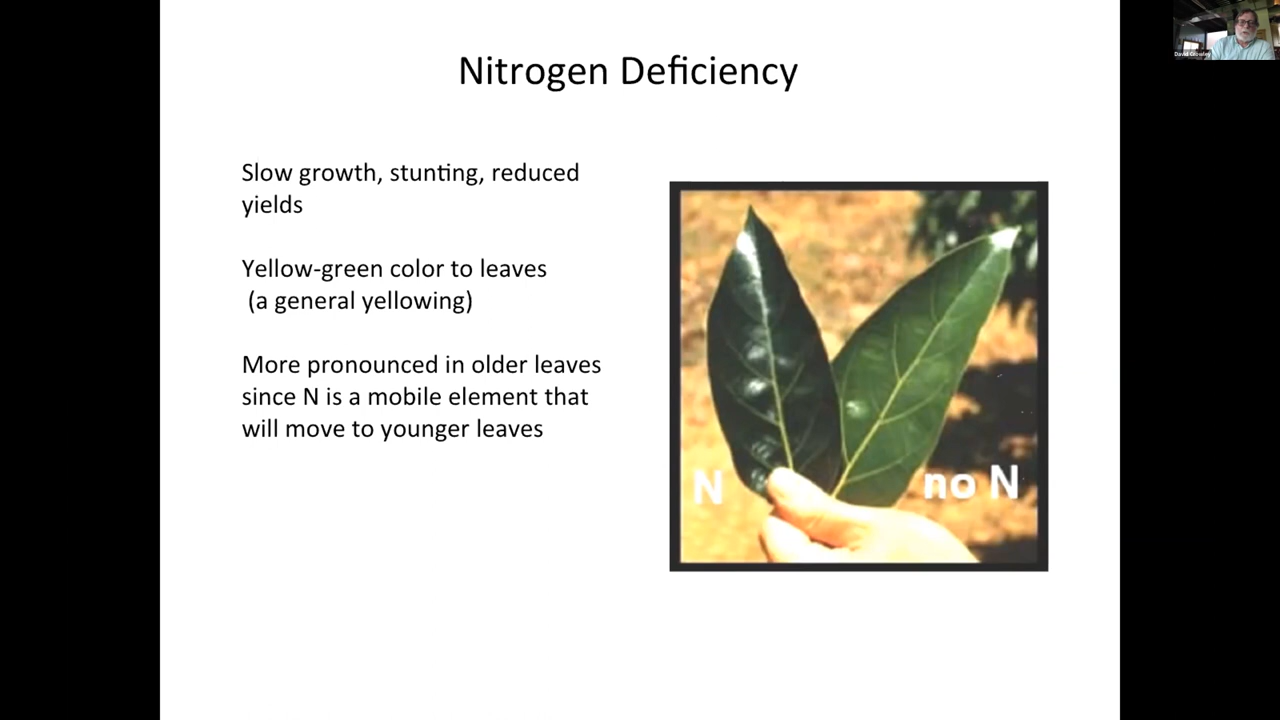 Nitrogen Deficiency
Slow growth, stunting, reduced
yields
Yellow-green color to leaves
(a general yellowing)
More pronounced in older leaves
since N is a mobile element that
will move to younger leaves
N
no N
David